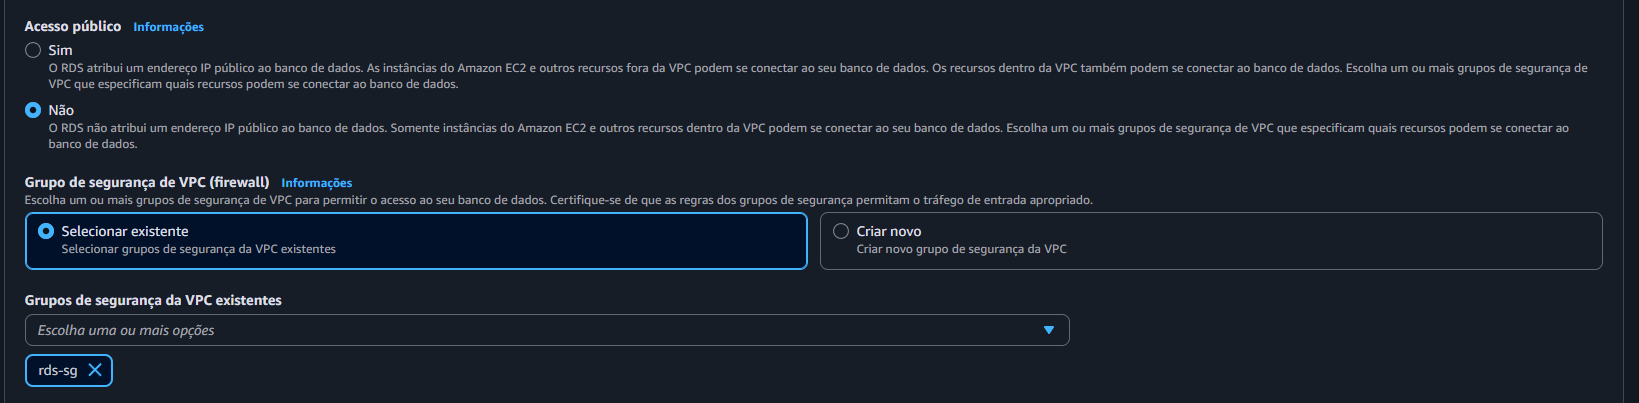 Acesso público Informações
Sim
O RDS atribui um endereço IP público ao banco de dados. As instâncias do Amazon EC2 e outros recursos fora da VPC podem se conectar ao seu banco de dados. Os recursos dentro da VPC também podem se conectar ao banco de dados. Escolha um ou mais grupos de segurança de
VPC que especificam quais recursos podem se conectar ao banco de dados.
Não
O RDS não atribui um endereço IP público ao banco de dados. Somente instâncias do Amazon EC2 e outros recursos dentro da VPC podem se conectar ao seu banco de dados. Escolha um ou mais grupos de segurança de VPC que especificam quais recursos podem se conectar ao
banco de dados.
Grupo de segurança de VPC (firewall) Informações
Escolha um ou mais grupos de segurança de VPC para permitir o acesso ao seu banco de dados. Certifique-se de que as regras dos grupos de segurança permitam o tráfego de entrada apropriado.
Selecionar existente
Selecionar grupos de segurança da VPC existentes
Criar novo
Criar novo grupo de segurança da VPC
Grupos de segurança da VPC existentes
Escolha uma ou mais opções
rds-sg